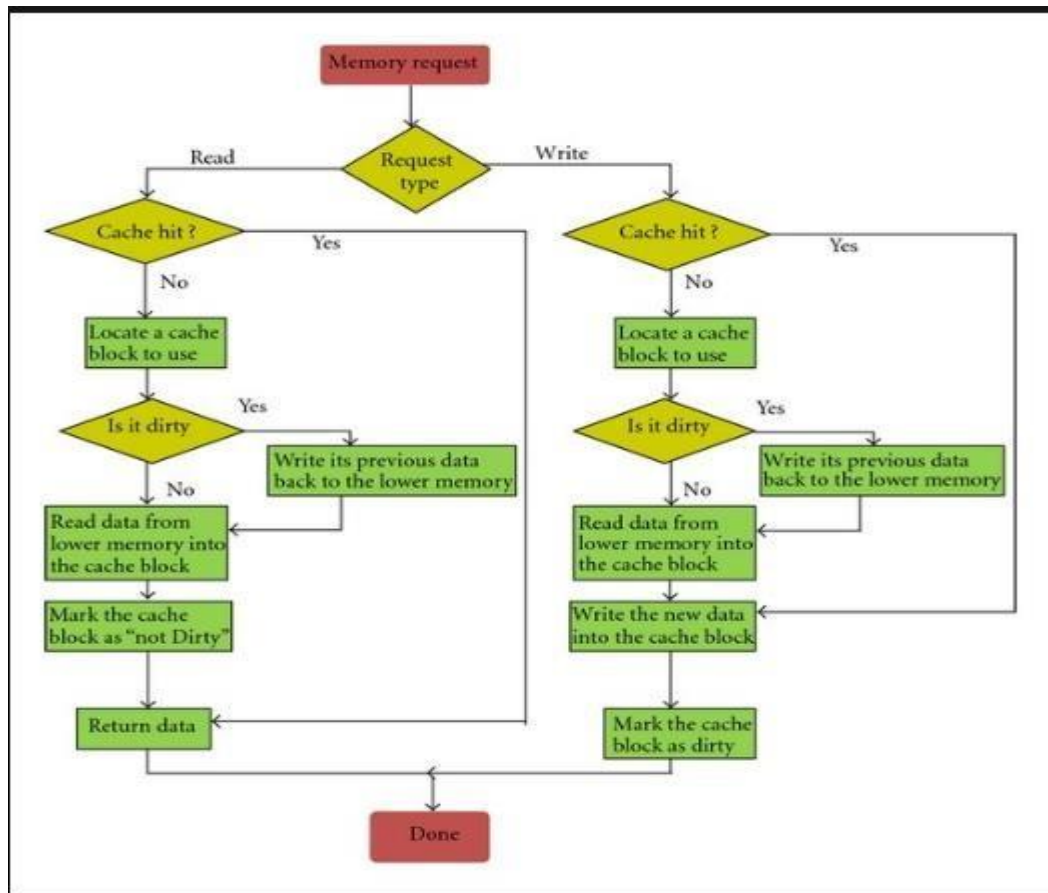 Memory request
Request
type
Read
Write
Cache hit ?
Yes
No
Locate a cache
block to use
Is it dirty
Yes
Write its previous data
back to the lower memory
No
Read data from
lower memory into
the cache block
Mark the cache
block as “not Dirty”
Return data
Cache hit ?
Yes
No
Locate a cache
block to use
Is it dirty
Yes
Write its previous data
back to the lower memory
No
Read data from
lower memory into
the cache block
Write the new data
into the cache block
Mark the cache
block as dirty
Done